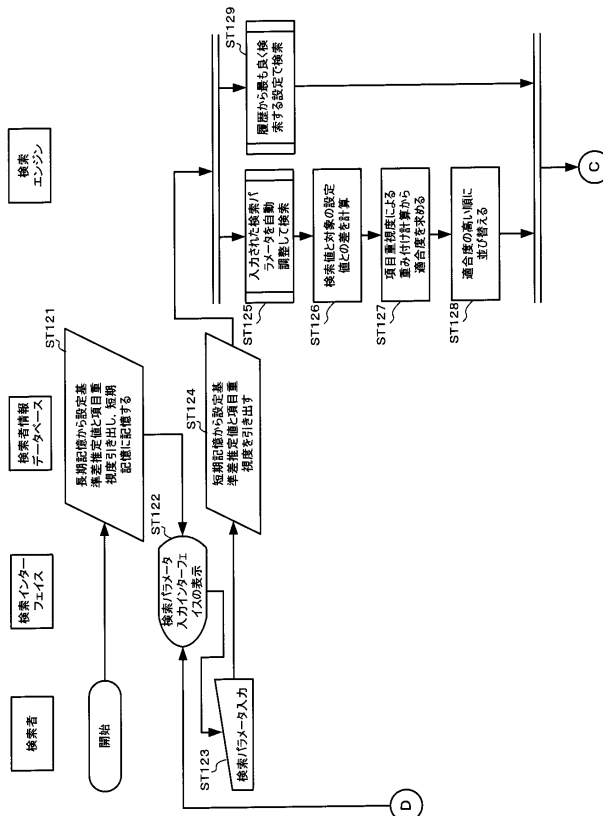 検索者
検索インター
フェイス
検索者情報
データベース
検索
エンジン
開始
ST121
長期記憶から設定基
準差推定値と項目重
視度引き出し、短期
記憶に記憶する
ST122
検索パラメータ
入力インターフェ
イスの表示
ST123
検索パラメータ入力
ST124
短期記憶から設定基
準差推定値と項目重
視度を引き出す
ST125
入力された検索パ
ラメータを自動
調整して検索
ST129
履歴から最も良く検
索する設定で検索
ST126
検索値と対象の設定
値との差を計算
ST127
項目重視度による
重み付け計算から
適合度を求める
ST128
適合度の高い順に
並び替える
D
C